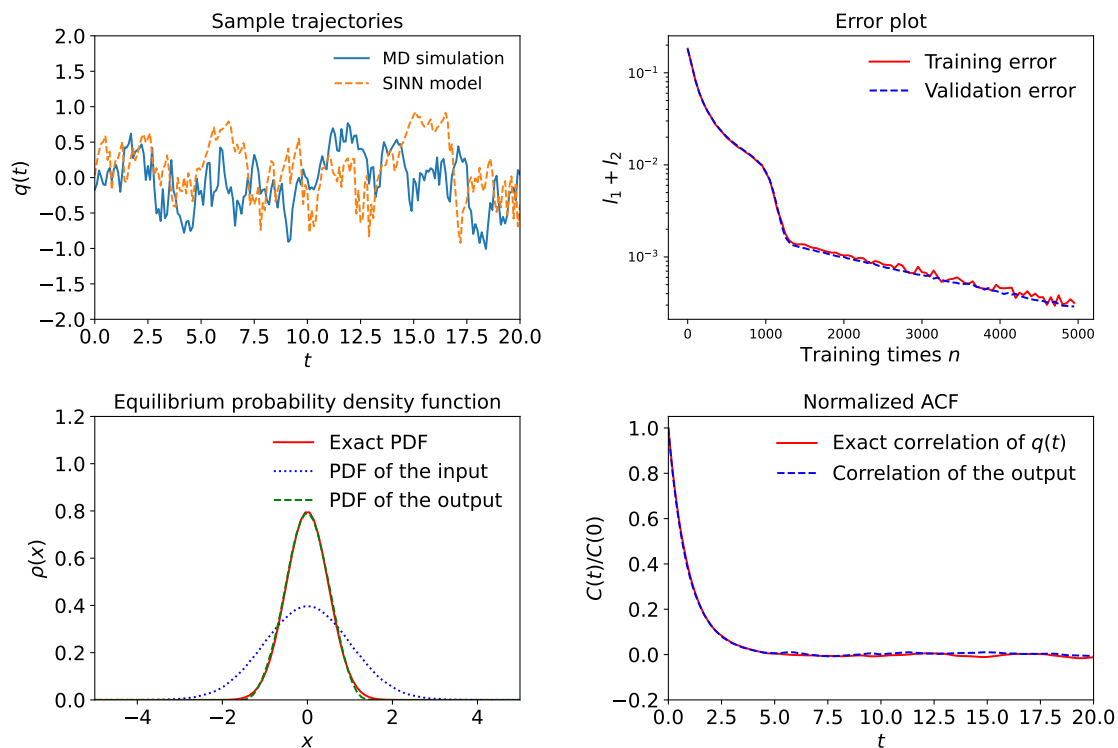 Sample trajectories
2.0
1.5
1.0
0.5
0.0
−0.5
−1.0
−1.5
−2.0
q(t)
MD simulation
SINN model
0.0 2.5 5.0 7.5 10.0 12.5 15.0 17.5 20.0
t
Error plot
10⁻¹
10⁻²
10⁻³
l₁ + l₂
Training error
Validation error
0 1000 2000 3000 4000 5000
Training times n
Equilibrium probability density function
1.2
1.0
0.8
0.6
0.4
0.2
0.0
ρ(x)
Exact PDF
PDF of the input
PDF of the output
−4 −2 0 2 4
x
Normalized ACF
1.0
0.8
0.6
0.4
0.2
0.0
−0.2
C(t)/C(0)
Exact correlation of q(t)
Correlation of the output
0.0 2.5 5.0 7.5 10.0 12.5 15.0 17.5 20.0
t